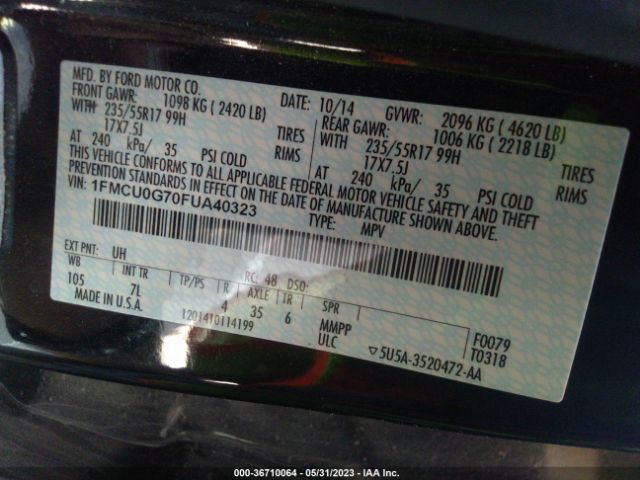 MFD. BY FORD MOTOR CO.
DATE: 10/14 GVWR: 2096 KG ( 4620 LB)
FRONT GAWR: 1098 KG ( 2420 LB) REAR GAWR: 1006 KG ( 2218 LB)
WITH 235/55R17 99H TIRES WITH 235/55R17 99H TIRES
17X7.5J RIMS 17X7.5J RIMS
AT 240 kPa/ 35 PSI COLD AT 240 kPa/ 35 PSI COLD
THIS VEHICLE CONFORMS TO ALL APPLICABLE FEDERAL MOTOR VEHICLE SAFETY AND THEFT
PREVENTION STANDARDS IN EFFECT ON THE DATE OF MANUFACTURE SHOWN ABOVE.
VIN: 1FMCU0G70FUA40323
TYPE: MPV
EXT PNT: UH RC: 48 DSO:
WB INT TR TP/PS R AXLE TR SPR
105 7L 4 35 6 MMPP F0079
MADE IN U.S.A. 1201410114199 ULC T0318
▽5U5A-3520472-AA
000-36710064 - 05/31/2023 - IAA Inc.